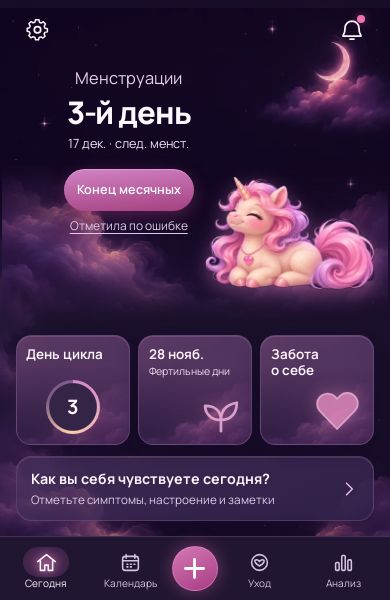 Менструации
3-й день
17 дек. · след. менст.
Конец месячных
Отметила по ошибке
День цикла
3
28 нояб.
Фертильные дни
Забота
о себе
Как вы себя чувствуете сегодня?
Отметьте симптомы, настроение и заметки
Сегодня
Календарь
Уход
Анализ